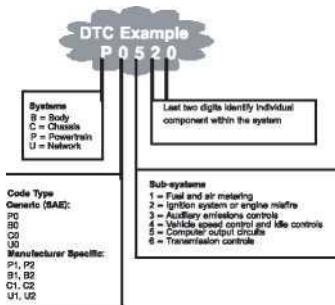 DTC Example
P 0 5 2 0
Systems
B = Body
C = Chassis
P = Powertrain
U = Network
Last two digits identify individual
component within the system
Code Type
Generic (SAE):
P0
B0
C0
U0
Manufacturer Specific:
P1, P2
B1, B2
C1, C2
U1, U2
Sub-systems
1 = Fuel and air metering
2 = Ignition system or engine misfire
3 = Auxiliary emissions controls
4 = Vehicle speed control and idle controls
5 = Computer output circuits
6 = Transmission controls